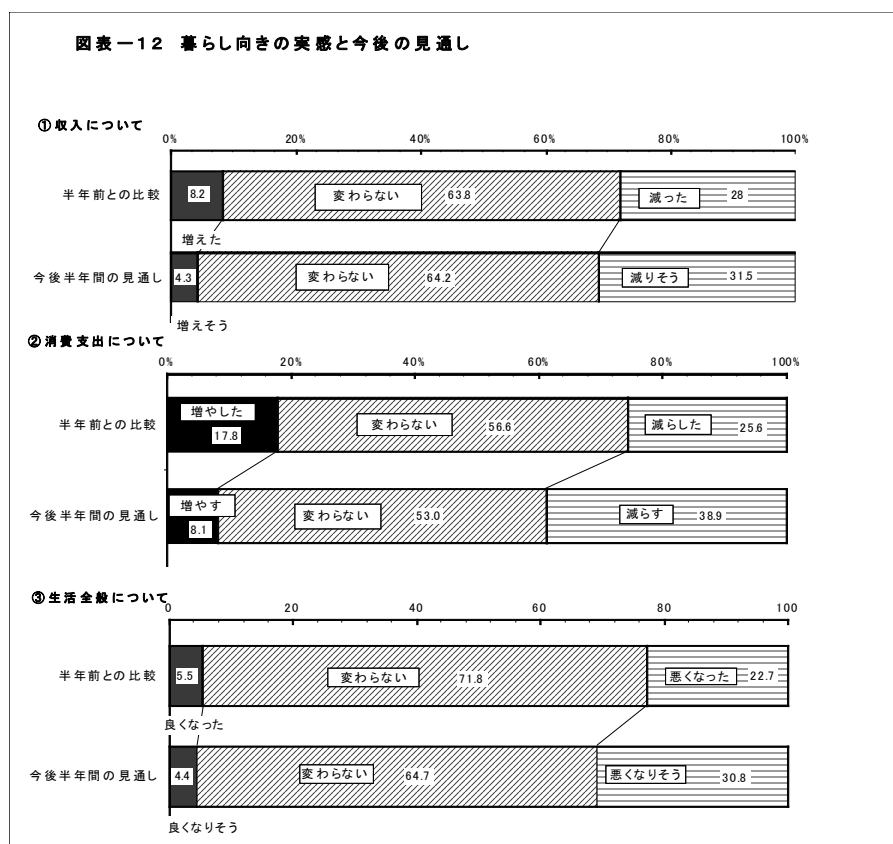 図表－12　暮らし向きの実感と今後の見通し
①収入について
0% 20% 40% 60% 80% 100%
半年前との比較 8.2 変わらない 63.8 減った 28
増えた
今後半年間の見通し 4.3 変わらない 64.2 減りそう 31.5
増えそう
②消費支出について
0% 20% 40% 60% 80% 100%
半年前との比較 増やした 17.8 変わらない 56.6 減らした 25.6
今後半年間の見通し 増やす 8.1 変わらない 53.0 減らす 38.9
③生活全般について
0 20 40 60 80 100
半年前との比較 5.5 変わらない 71.8 悪くなった 22.7
良くなった
今後半年間の見通し 4.4 変わらない 64.7 悪くなりそう 30.8
良くなりそう